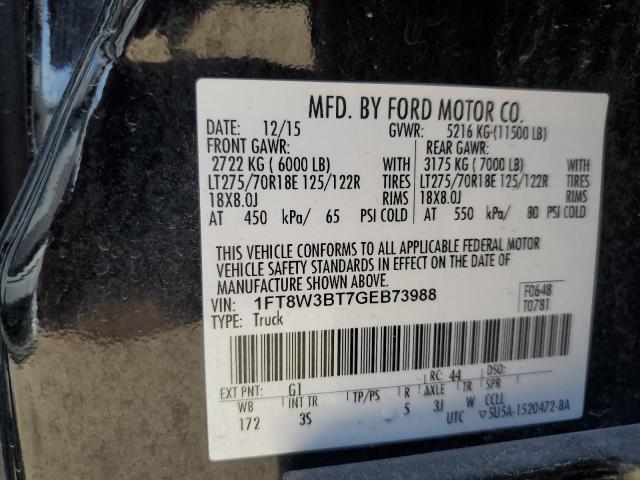 MFD. BY FORD MOTOR CO.
DATE: 12/15 GVWR: 5216 KG (11500 LB)
FRONT GAWR: REAR GAWR:
2722 KG ( 6000 LB) WITH 3175 KG ( 7000 LB) WITH
LT275/70R18E 125/122R TIRES LT275/70R18E 125/122R TIRES
18X8.0J RIMS 18X8.0J RIMS
AT 450 kPa/ 65 PSI COLD AT 550 kPa/ 80 PSI COLD
THIS VEHICLE CONFORMS TO ALL APPLICABLE FEDERAL MOTOR
VEHICLE SAFETY STANDARDS IN EFFECT ON THE DATE OF
MANUFACTURE SHOWN ABOVE.
VIN: 1FT8W3BT7GEB73988 F0648
TYPE: Truck T0781
EXT PNT: G1 RC: 44 DSO:
WB INT TR TP/PS R AXLE TR SPR
172 3S 5 3J W CCLL
UTC ▽5U5A-1520472-BA